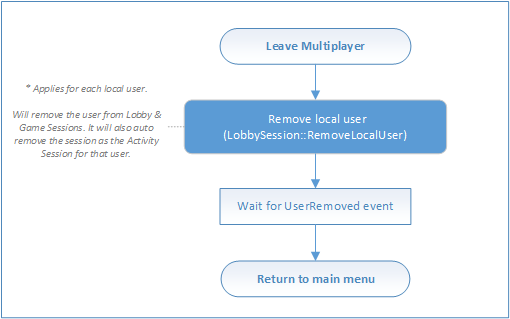 Leave Multiplayer
* Applies for each local user.
Will remove the user from Lobby &
Game Sessions. It will also auto
remove the session as the Activity
Session for that user.
Remove local user
(LobbySession::RemoveLocalUser)
Wait for UserRemoved event
Return to main menu